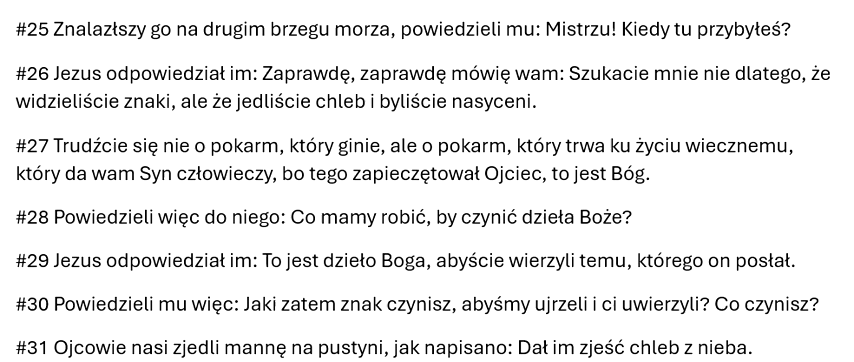 #25 Znalazłszy go na drugim brzegu morza, powiedzieli mu: Mistrzu! Kiedy tu przybyłeś?
#26 Jezus odpowiedział im: Zaprawdę, zaprawdę mówię wam: Szukacie mnie nie dlatego, że
widzieliście znaki, ale że jedliście chleb i byliście nasyceni.
#27 Trudźcie się nie o pokarm, który ginie, ale o pokarm, który trwa ku życiu wiecznemu,
który da wam Syn człowieczy, bo tego zapieczętował Ojciec, to jest Bóg.
#28 Powiedzieli więc do niego: Co mamy robić, by czynić dzieła Boże?
#29 Jezus odpowiedział im: To jest dzieło Boga, abyście wierzyli temu, którego on posłał.
#30 Powiedzieli mu więc: Jaki zatem znak czynisz, abyśmy ujrzeli i ci uwierzyli? Co czynisz?
#31 Ojcowie nasi zjedli mannę na pustyni, jak napisano: Dał im zjeść chleb z nieba.